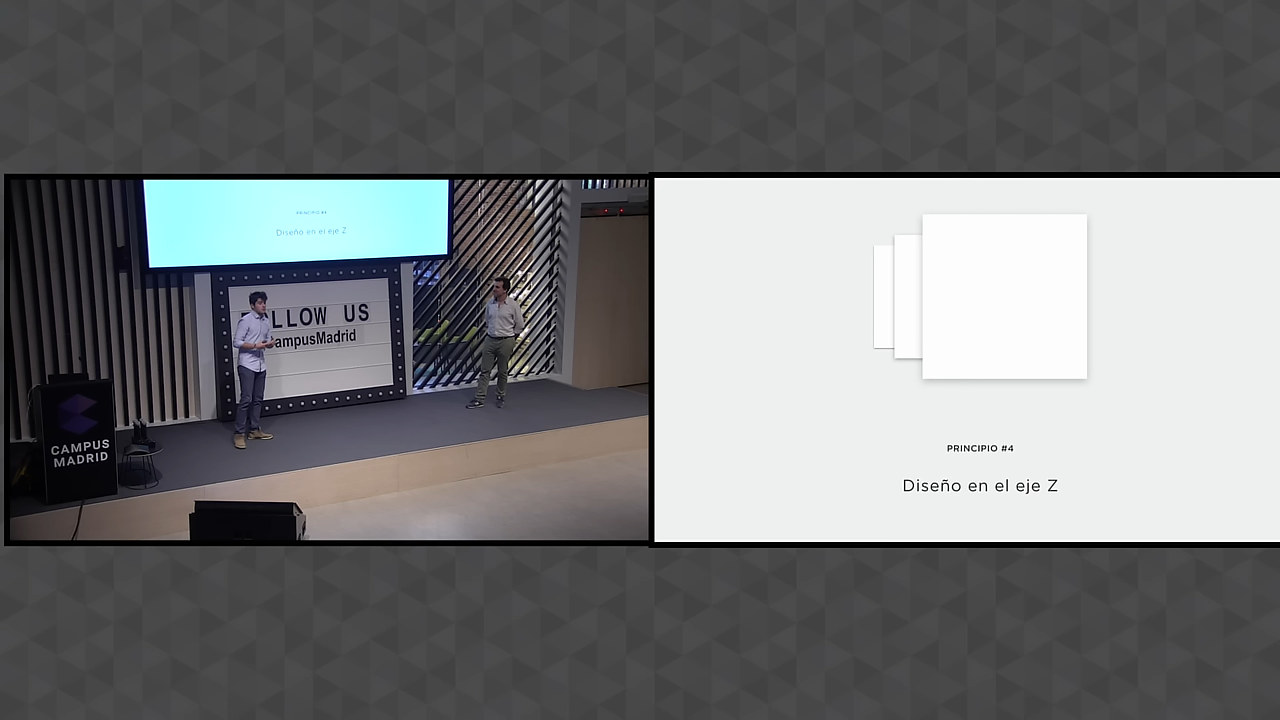 PRINCIPIO #4
Diseño en el eje Z
LLOW US
ampusMadrid
CAMPUS
MADRID
PRINCIPIO #4
Diseño en el eje Z